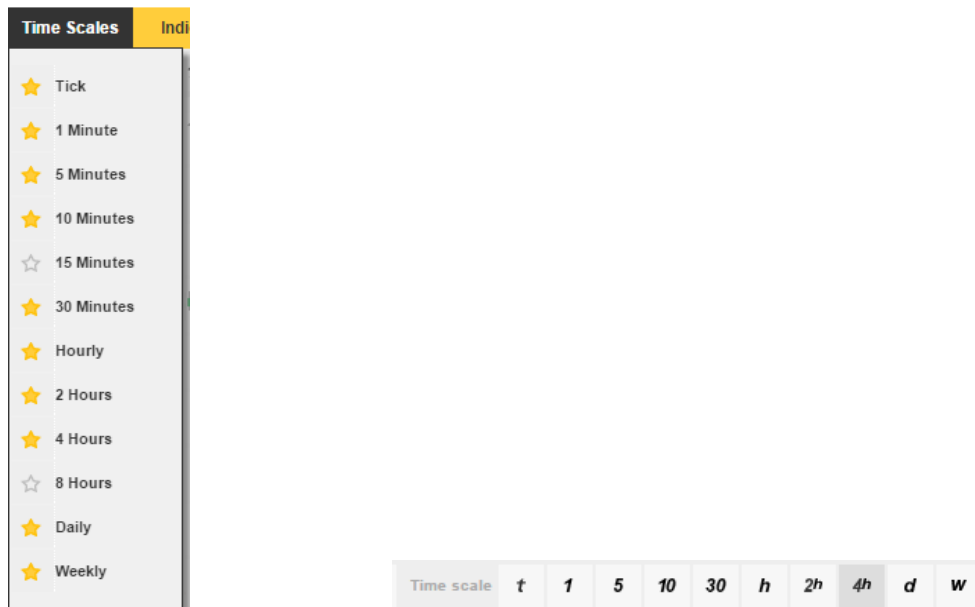 Time Scales Indi
Tick
1 Minute
5 Minutes
10 Minutes
15 Minutes
30 Minutes
Hourly
2 Hours
4 Hours
8 Hours
Daily
Weekly
Time scale t 1 5 10 30 h 2h 4h d w